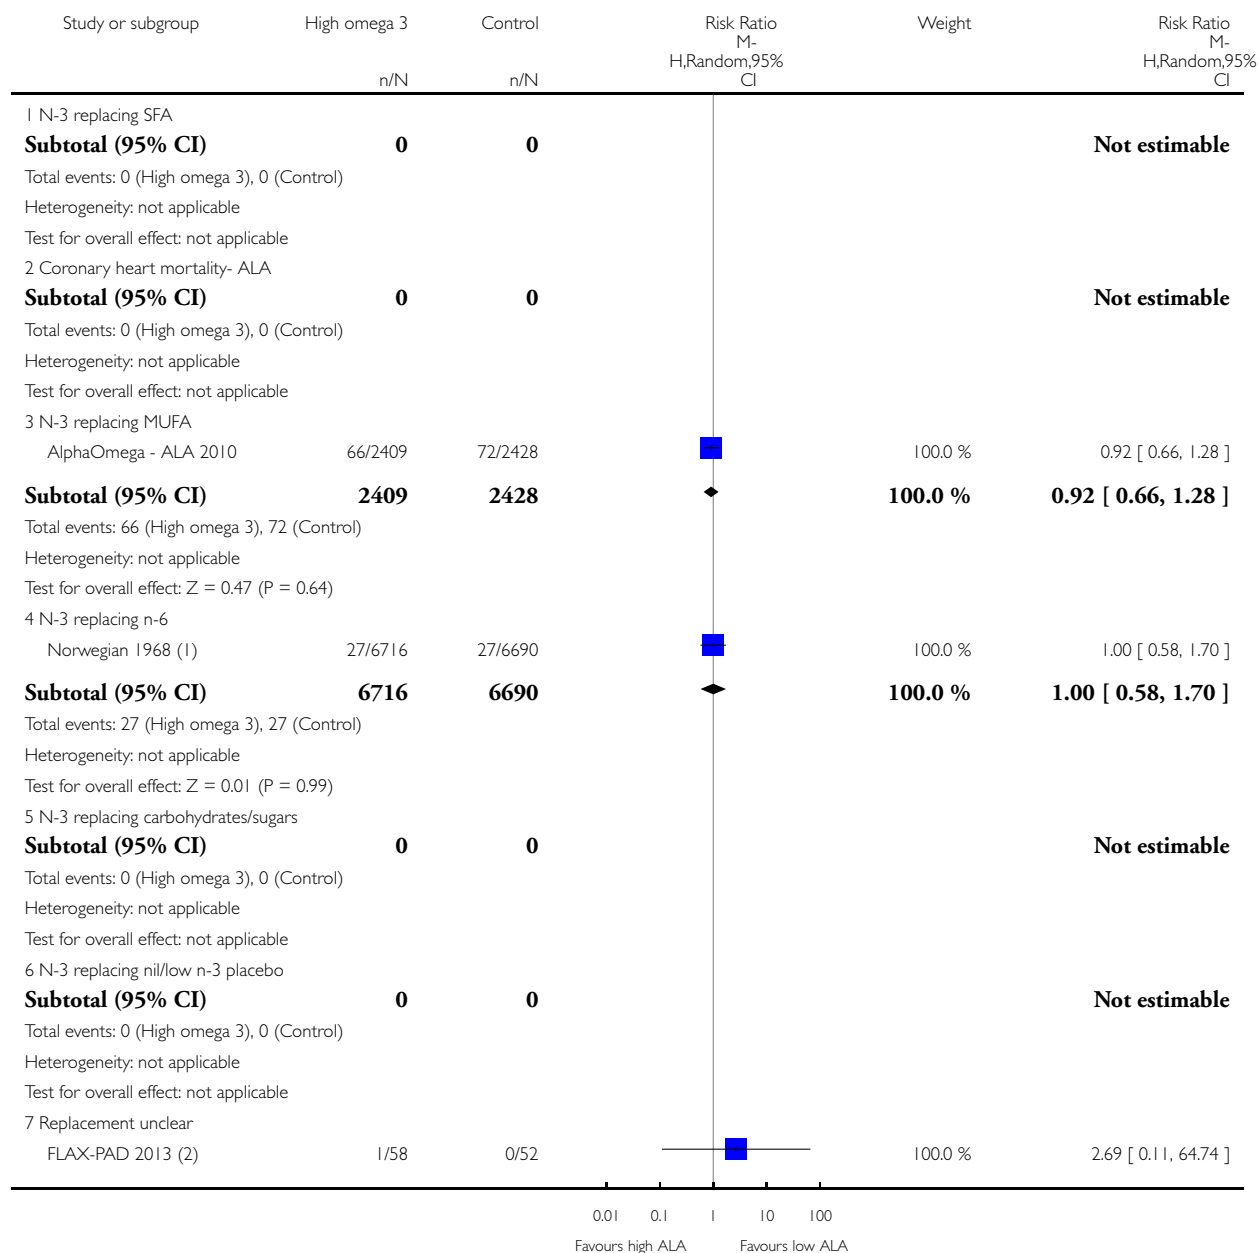 Study or subgroup High omega 3 Control Risk Ratio Weight Risk Ratio
M- M-
H,Random,95% H,Random,95%
n/N n/N CI CI
1 N-3 replacing SFA
Subtotal (95% CI) 0 0 Not estimable
Total events: 0 (High omega 3), 0 (Control)
Heterogeneity: not applicable
Test for overall effect: not applicable
2 Coronary heart mortality- ALA
Subtotal (95% CI) 0 0 Not estimable
Total events: 0 (High omega 3), 0 (Control)
Heterogeneity: not applicable
Test for overall effect: not applicable
3 N-3 replacing MUFA
AlphaOmega - ALA 2010 66/2409 72/2428 100.0 % 0.92 [ 0.66, 1.28 ]
Subtotal (95% CI) 2409 2428 100.0 % 0.92 [ 0.66, 1.28 ]
Total events: 66 (High omega 3), 72 (Control)
Heterogeneity: not applicable
Test for overall effect: Z = 0.47 (P = 0.64)
4 N-3 replacing n-6
Norwegian 1968 (1) 27/6716 27/6690 100.0 % 1.00 [ 0.58, 1.70 ]
Subtotal (95% CI) 6716 6690 100.0 % 1.00 [ 0.58, 1.70 ]
Total events: 27 (High omega 3), 27 (Control)
Heterogeneity: not applicable
Test for overall effect: Z = 0.01 (P = 0.99)
5 N-3 replacing carbohydrates/sugars
Subtotal (95% CI) 0 0 Not estimable
Total events: 0 (High omega 3), 0 (Control)
Heterogeneity: not applicable
Test for overall effect: not applicable
6 N-3 replacing nil/low n-3 placebo
Subtotal (95% CI) 0 0 Not estimable
Total events: 0 (High omega 3), 0 (Control)
Heterogeneity: not applicable
Test for overall effect: not applicable
7 Replacement unclear
FLAX-PAD 2013 (2) 1/58 0/52 100.0 % 2.69 [ 0.11, 64.74 ]
0.01 0.1 1 10 100
Favours high ALA Favours low ALA